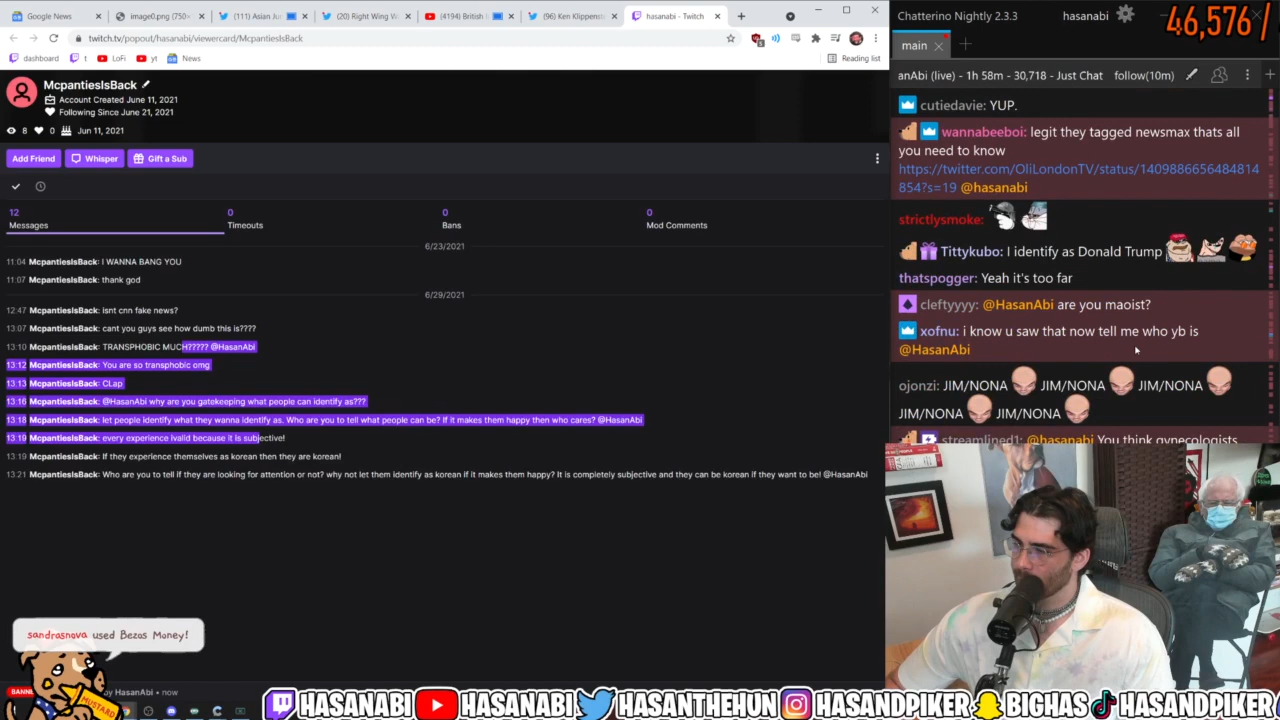 Google News
image0.png (750×
(111) Asian Ju
(20) Right Wing W
(4194) British I
(96) Ken Klippenste
hasanabi - Twitch
twitch.tv/popout/hasanabi/viewercard/McpantiesIsBack
dashboard
t
LoFi
yt
News
Reading list
McpantiesIsBack
Account Created June 11, 2021
Following Since June 21, 2021
8 0 Jun 11, 2021
Add Friend
Whisper
Gift a Sub
12
Messages
0
Timeouts
0
Bans
0
Mod Comments
6/23/2021
11:04 McpantiesIsBack: I WANNA BANG YOU
11:07 McpantiesIsBack: thank god
6/29/2021
12:47 McpantiesIsBack: isnt cnn fake news?
13:07 McpantiesIsBack: cant you guys see how dumb this is????
13:10 McpantiesIsBack: TRANSPHOBIC MUCH????? @HasanAbi
13:12 McpantiesIsBack: You are so transphobic omg
13:13 McpantiesIsBack: CLap
13:16 McpantiesIsBack: @HasanAbi why are you gatekeeping what people can identify as???
13:18 McpantiesIsBack: let people identify what they wanna identify as. Who are you to tell what people can be? If it makes them happy then who cares? @HasanAbi
13:19 McpantiesIsBack: every experience ivalid because it is subjective!
13:19 McpantiesIsBack: If they experience themselves as korean then they are korean!
13:21 McpantiesIsBack: Who are you to tell if they are looking for attention or not? why not let them identify as korean if it makes them happy? It is completely subjective and they can be korean if they want to be! @HasanAbi
Chatterino Nightly 2.3.3
hasanabi
46,576/
main
anAbi (live) - 1h 58m - 30,718 - Just Chat
follow(10m)
cutiedavie: YUP.
wannabeeboi: legit they tagged newsmax thats all
you need to know
https://twitter.com/OliLondonTV/status/1409886656484814
854?s=19 @hasanabi
strictlysmoke:
Tittykubo: I identify as Donald Trump
thatspogger: Yeah it's too far
cleftyyyy: @HasanAbi are you maoist?
xofnu: i know u saw that now tell me who yb is
@HasanAbi
ojonzi: JIM/NONA JIM/NONA JIM/NONA
JIM/NONA JIM/NONA
streamlined1: @hasanabi You think gynecologists
sandrasnova used Bezos Money!
MUSTARD
by HasanAbi • now
HASANABI
HASANABI
HASANTHEHUN
HASANDPIKER
BIGHAS
HASANDPIKER